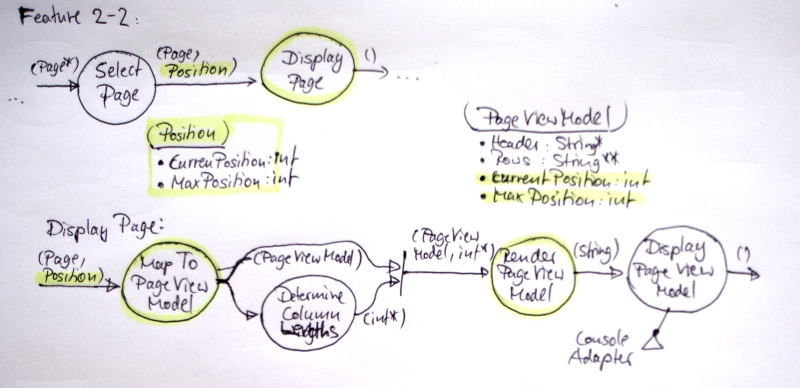 Feature 2-2:
(Page*)
Select
Page
(Page,
Position)
Display
Page
()
...
...
(Position)
• CurrenPosition: int
• MaxPosition: int
(PageViewModel)
• Header: String*
• Rows: String**
• CurrentPosition: int
• MaxPosition: int
Display Page:
(Page,
Position)
Map To
PageView
Model
(PageViewModel)
Determine
Column
Lengths
(int*)
(PageView
Model, int*)
Render
PageView
Model
(String)
Display
PageView
Model
()
Console
Adapter